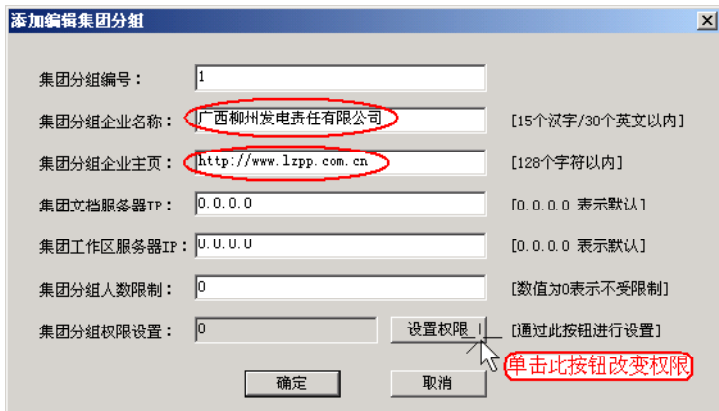 添加编辑集团分组
集团分组编号： 1
集团分组企业名称： 广西柳州发电责任有限公司 [15个汉字/30个英文以内]
集团分组企业主页： http://www.lzpp.com.cn [128个字符以内]
集团文档服务器IP： 0.0.0.0 [0.0.0.0 表示默认]
集团工作区服务器IP： 0.0.0.0 [0.0.0.0 表示默认]
集团分组人数限制： 0 [数值为0表示不受限制]
集团分组权限设置： 0 设置权限 [通过此按钮进行设置]
单击此按钮改变权限
确定 取消